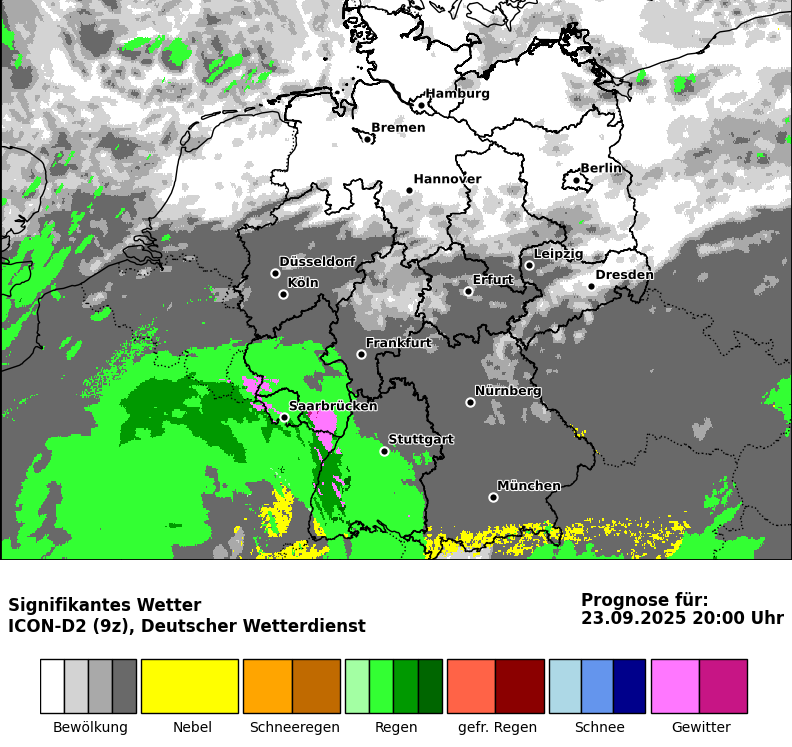 Hamburg
Bremen
Berlin
Hannover
Leipzig
Düsseldorf
Dresden
Köln
Erfurt
Frankfurt
Nürnberg
Saarbrücken
Stuttgart
München
Signifikantes Wetter
ICON-D2 (9z), Deutscher Wetterdienst
Prognose für:
23.09.2025 20:00 Uhr
Bewölkung
Nebel
Schneeregen
Regen
gefr. Regen
Schnee
Gewitter